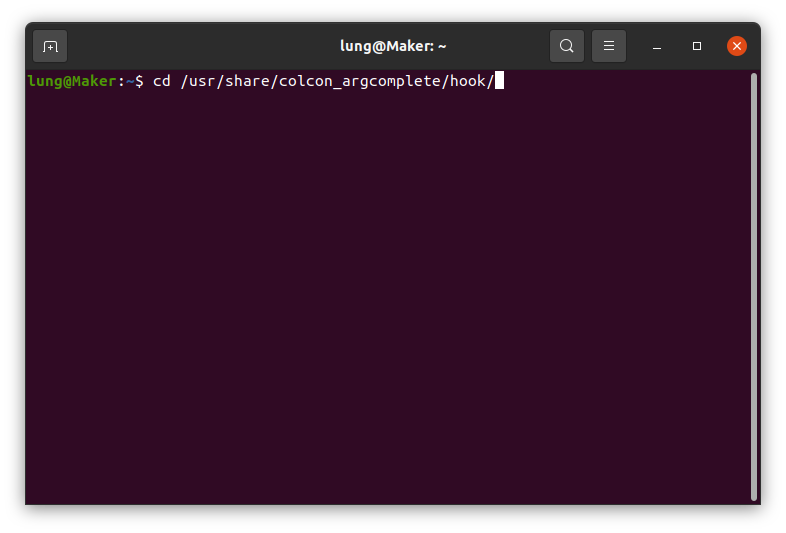 lung@Maker: ~
lung@Maker:~$ cd /usr/share/colcon_argcomplete/hook/